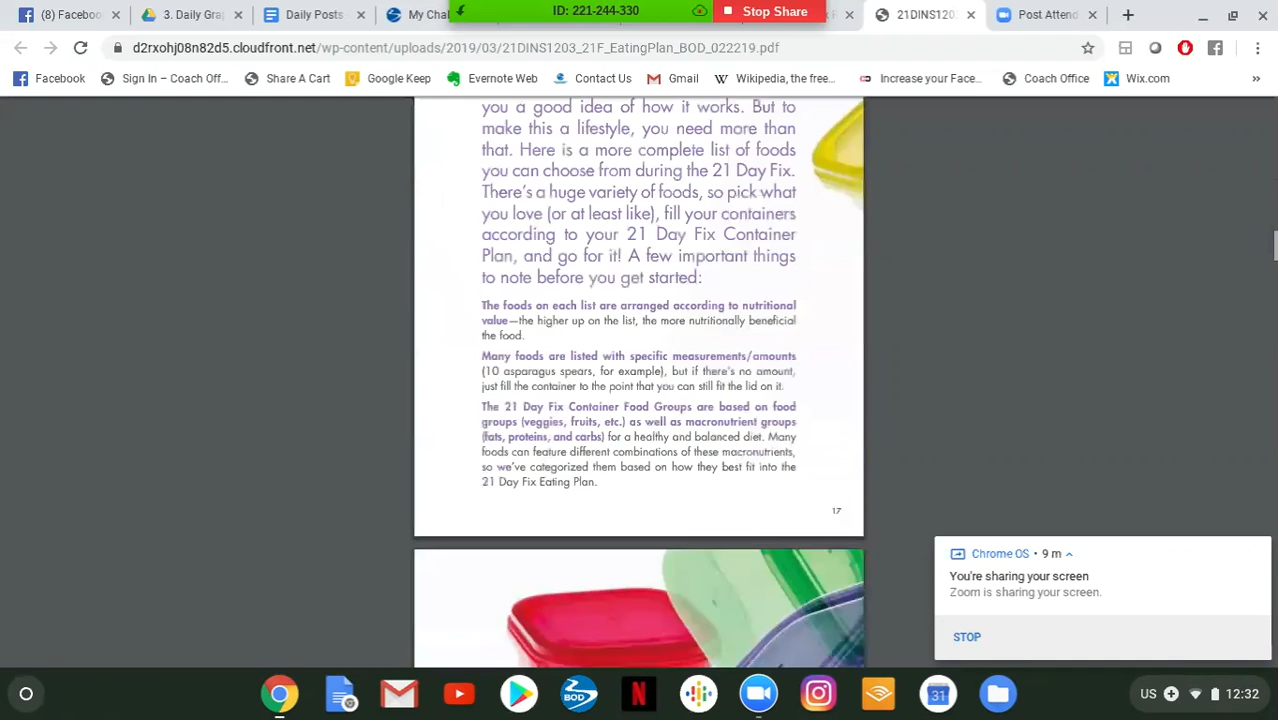 (8) Faceboo
3. Daily Gra
Daily Posts
My Chal
ID: 221-244-330
Stop Share
21DINS1203
Post Attend
d2rxohj08n82d5.cloudfront.net/wp-content/uploads/2019/03/21DINS1203_21F_EatingPlan_BOD_022219.pdf
Facebook
Sign In – Coach Off...
Share A Cart
Google Keep
Evernote Web
Contact Us
Gmail
Wikipedia, the free...
Increase your Face...
Coach Office
Wix.com
you a good idea of how it works. But to
make this a lifestyle, you need more than
that. Here is a more complete list of foods
you can choose from during the 21 Day Fix.
There's a huge variety of foods, so pick what
you love (or at least like), fill your containers
according to your 21 Day Fix Container
Plan, and go for it! A few important things
to note before you get started:
The foods on each list are arranged according to nutritional
value—the higher up on the list, the more nutritionally beneficial
the food.
Many foods are listed with specific measurements/amounts
(10 asparagus spears, for example), but if there's no amount,
just fill the container to the point that you can still fit the lid on it.
The 21 Day Fix Container Food Groups are based on food
groups (veggies, fruits, etc.) as well as macronutrient groups
(fats, proteins, and carbs) for a healthy and balanced diet. Many
foods can feature different combinations of these macronutrients,
so we've categorized them based on how they best fit into the
21 Day Fix Eating Plan.
17
Chrome OS • 9 m
You're sharing your screen
Zoom is sharing your screen.
STOP
BOD
N
31
US
12:32